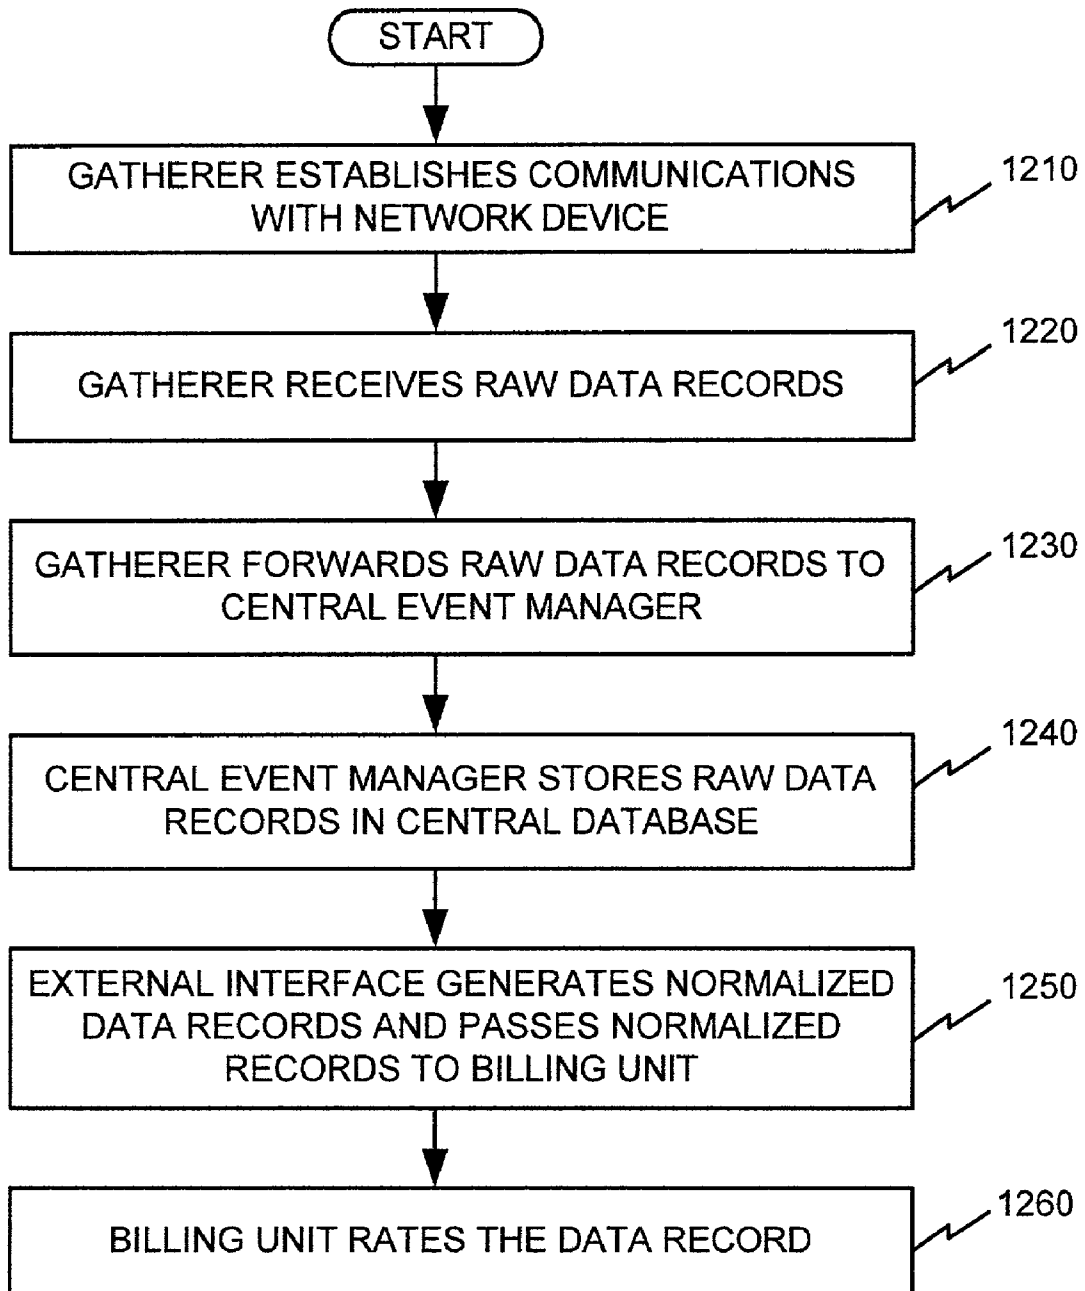 START
GATHERER ESTABLISHES COMMUNICATIONS
WITH NETWORK DEVICE
1210
GATHERER RECEIVES RAW DATA RECORDS
1220
GATHERER FORWARDS RAW DATA RECORDS TO
CENTRAL EVENT MANAGER
1230
CENTRAL EVENT MANAGER STORES RAW DATA
RECORDS IN CENTRAL DATABASE
1240
EXTERNAL INTERFACE GENERATES NORMALIZED
DATA RECORDS AND PASSES NORMALIZED
RECORDS TO BILLING UNIT
1250
BILLING UNIT RATES THE DATA RECORD
1260